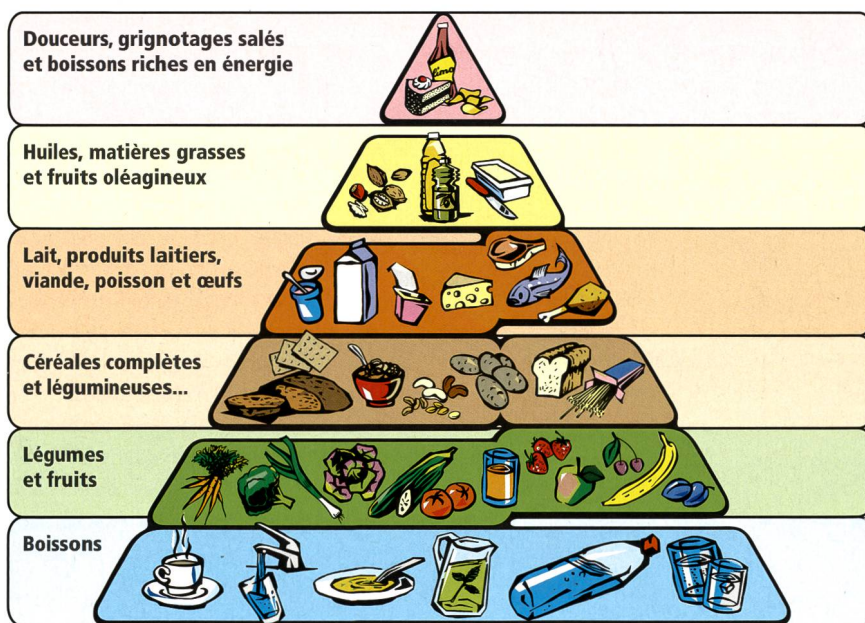 Douceurs, grignotages salés
et boissons riches en énergie
Limo
Huiles, matières grasses
et fruits oléagineux
Lait, produits laitiers,
viande, poisson et œufs
Céréales complètes
et légumineuses...
Légumes
et fruits
Boissons